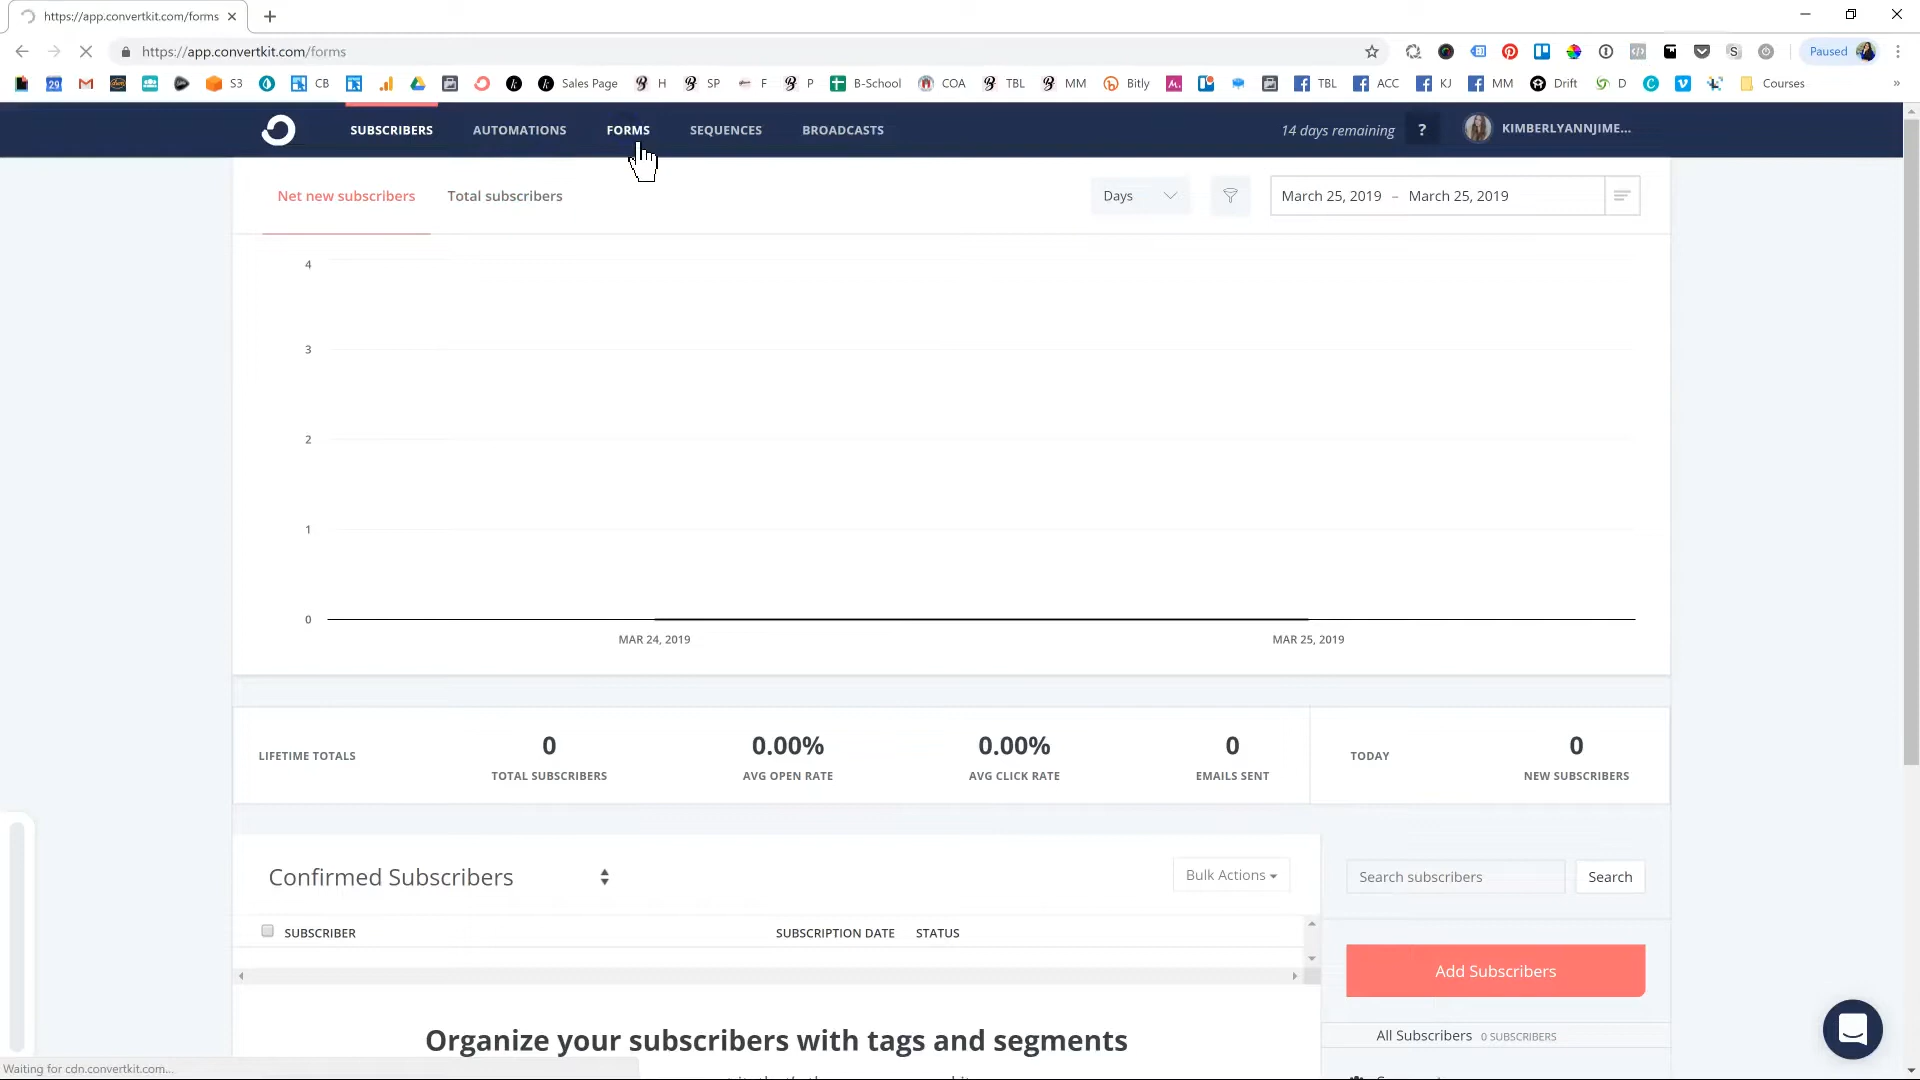 https://app.convertkit.com/forms
https://app.convertkit.com/forms
Paused
29 S3 CB Sales Page H SP F P B-School COA TBL MM Bitly TBL ACC KJ MM Drift D Courses »
SUBSCRIBERS AUTOMATIONS FORMS SEQUENCES BROADCASTS 14 days remaining ? KIMBERLYANNJIME...
Net new subscribers Total subscribers Days March 25, 2019 – March 25, 2019
4
3
2
1
0
MAR 24, 2019 MAR 25, 2019
LIFETIME TOTALS
0
TOTAL SUBSCRIBERS
0.00%
AVG OPEN RATE
0.00%
AVG CLICK RATE
0
EMAILS SENT
TODAY
0
NEW SUBSCRIBERS
Confirmed Subscribers Bulk Actions
Search subscribers Search
SUBSCRIBER SUBSCRIPTION DATE STATUS
Add Subscribers
Organize your subscribers with tags and segments
All Subscribers 0 SUBSCRIBERS
Waiting for cdn.convertkit.com...